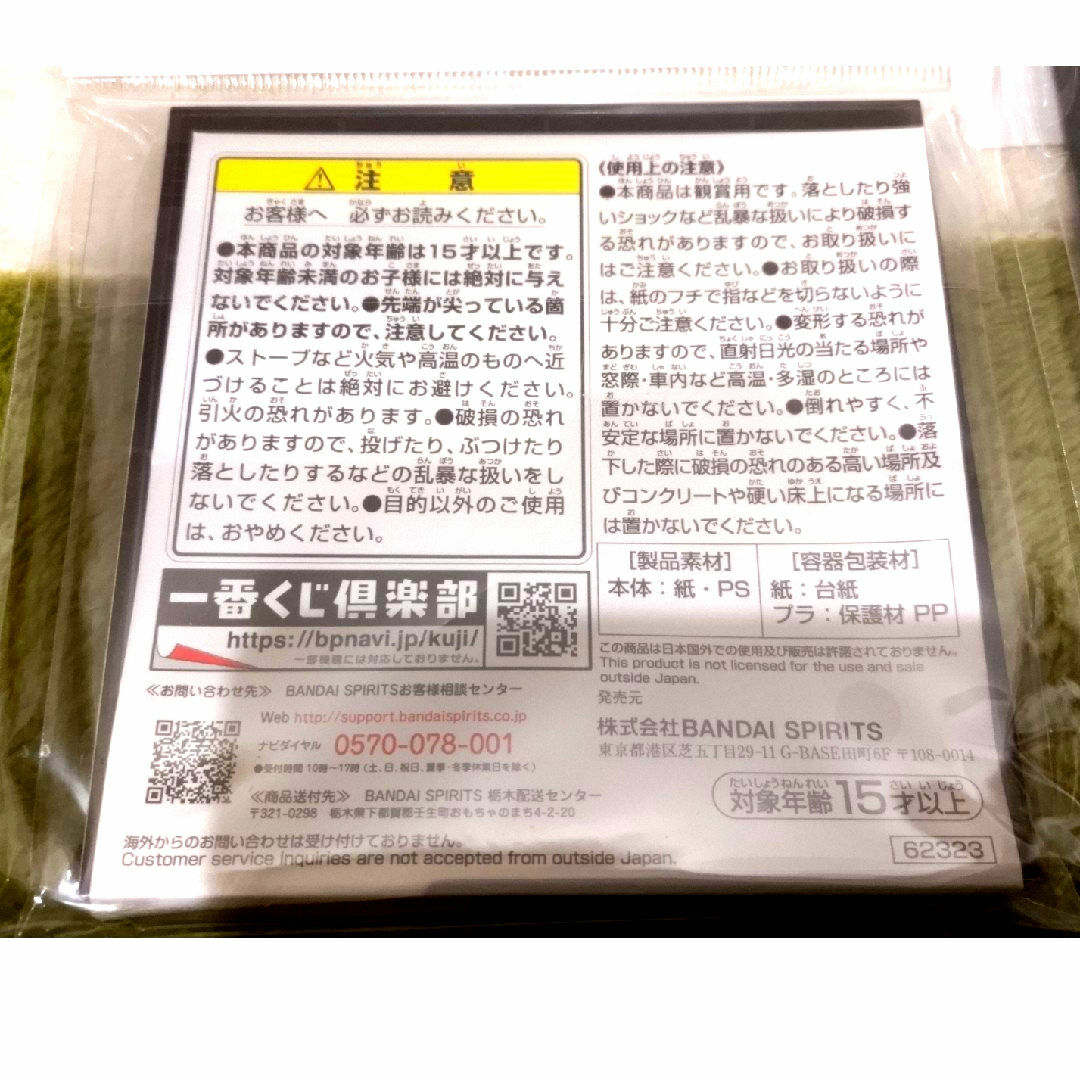 ⚠ 注意
お客様へ 必ずお読みください。
●本商品の対象年齢は15才以上です。
対象年齢未満のお子様には絶対に与え
ないでください。●先端が尖っている箇
所がありますので、注意してください。
●ストーブなど火気や高温のものへ近
づけることは絶対にお避けください。
引火の恐れがあります。●破損の恐れ
がありますので、投げたり、ぶつけたり
落としたりするなどの乱暴な扱いをし
ないでください。●目的以外のご使用
は、おやめください。
〈使用上の注意〉
●本商品は観賞用です。落としたり強
いショックなど乱暴な扱いにより破損す
る恐れがありますので、お取り扱いに
はご注意ください。●お取り扱いの際
は、紙のフチで指などを切らないように
十分ご注意ください。●変形する恐れが
ありますので、直射日光の当たる場所や
窓際・車内など高温・多湿のところには
置かないでください。●倒れやすく、不
安定な場所に置かないでください。●落
下した際に破損の恐れのある高い場所及
びコンクリートや硬い床上になる場所に
は置かないでください。
[製品素材]
本体：紙・PS
[容器包装材]
紙：台紙
プラ：保護材 PP
一番くじ倶楽部
https://bpnavi.jp/kuji/
一部機種には対応しておりません。
この商品は日本国外での使用及び販売は許諾されておりません。
This product is not licensed for the use and sale
outside Japan.
発売元
株式会社BANDAI SPIRITS
東京都港区芝五丁目29-11 G-BASE田町6F 〒108-0014
対象年齢15才以上
≪お問い合わせ先≫ BANDAI SPIRITSお客様相談センター
Web http://support.bandaispirits.co.jp
ナビダイヤル 0570-078-001
●受付時間 10時〜17時（土、日、祝日、夏季・冬季休業日を除く）
≪商品送付先≫ BANDAI SPIRITS 栃木配送センター
〒321-0298 栃木県下都賀郡壬生町おもちゃのまち4-2-20
海外からのお問い合わせは受け付けておりません。
Customer service inquiries are not accepted from outside Japan.
62323